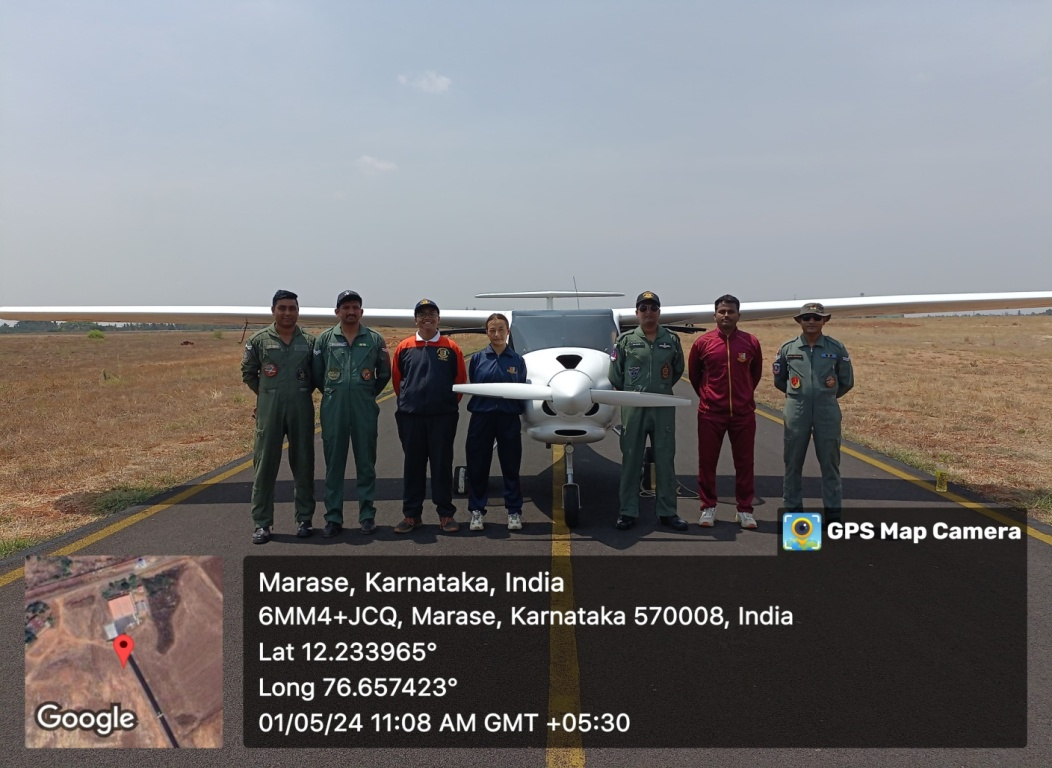 GPS Map Camera
Marase, Karnataka, India
6MM4+JCQ, Marase, Karnataka 570008, India
Lat 12.233965°
Long 76.657423°
01/05/24 11:08 AM GMT +05:30
Google